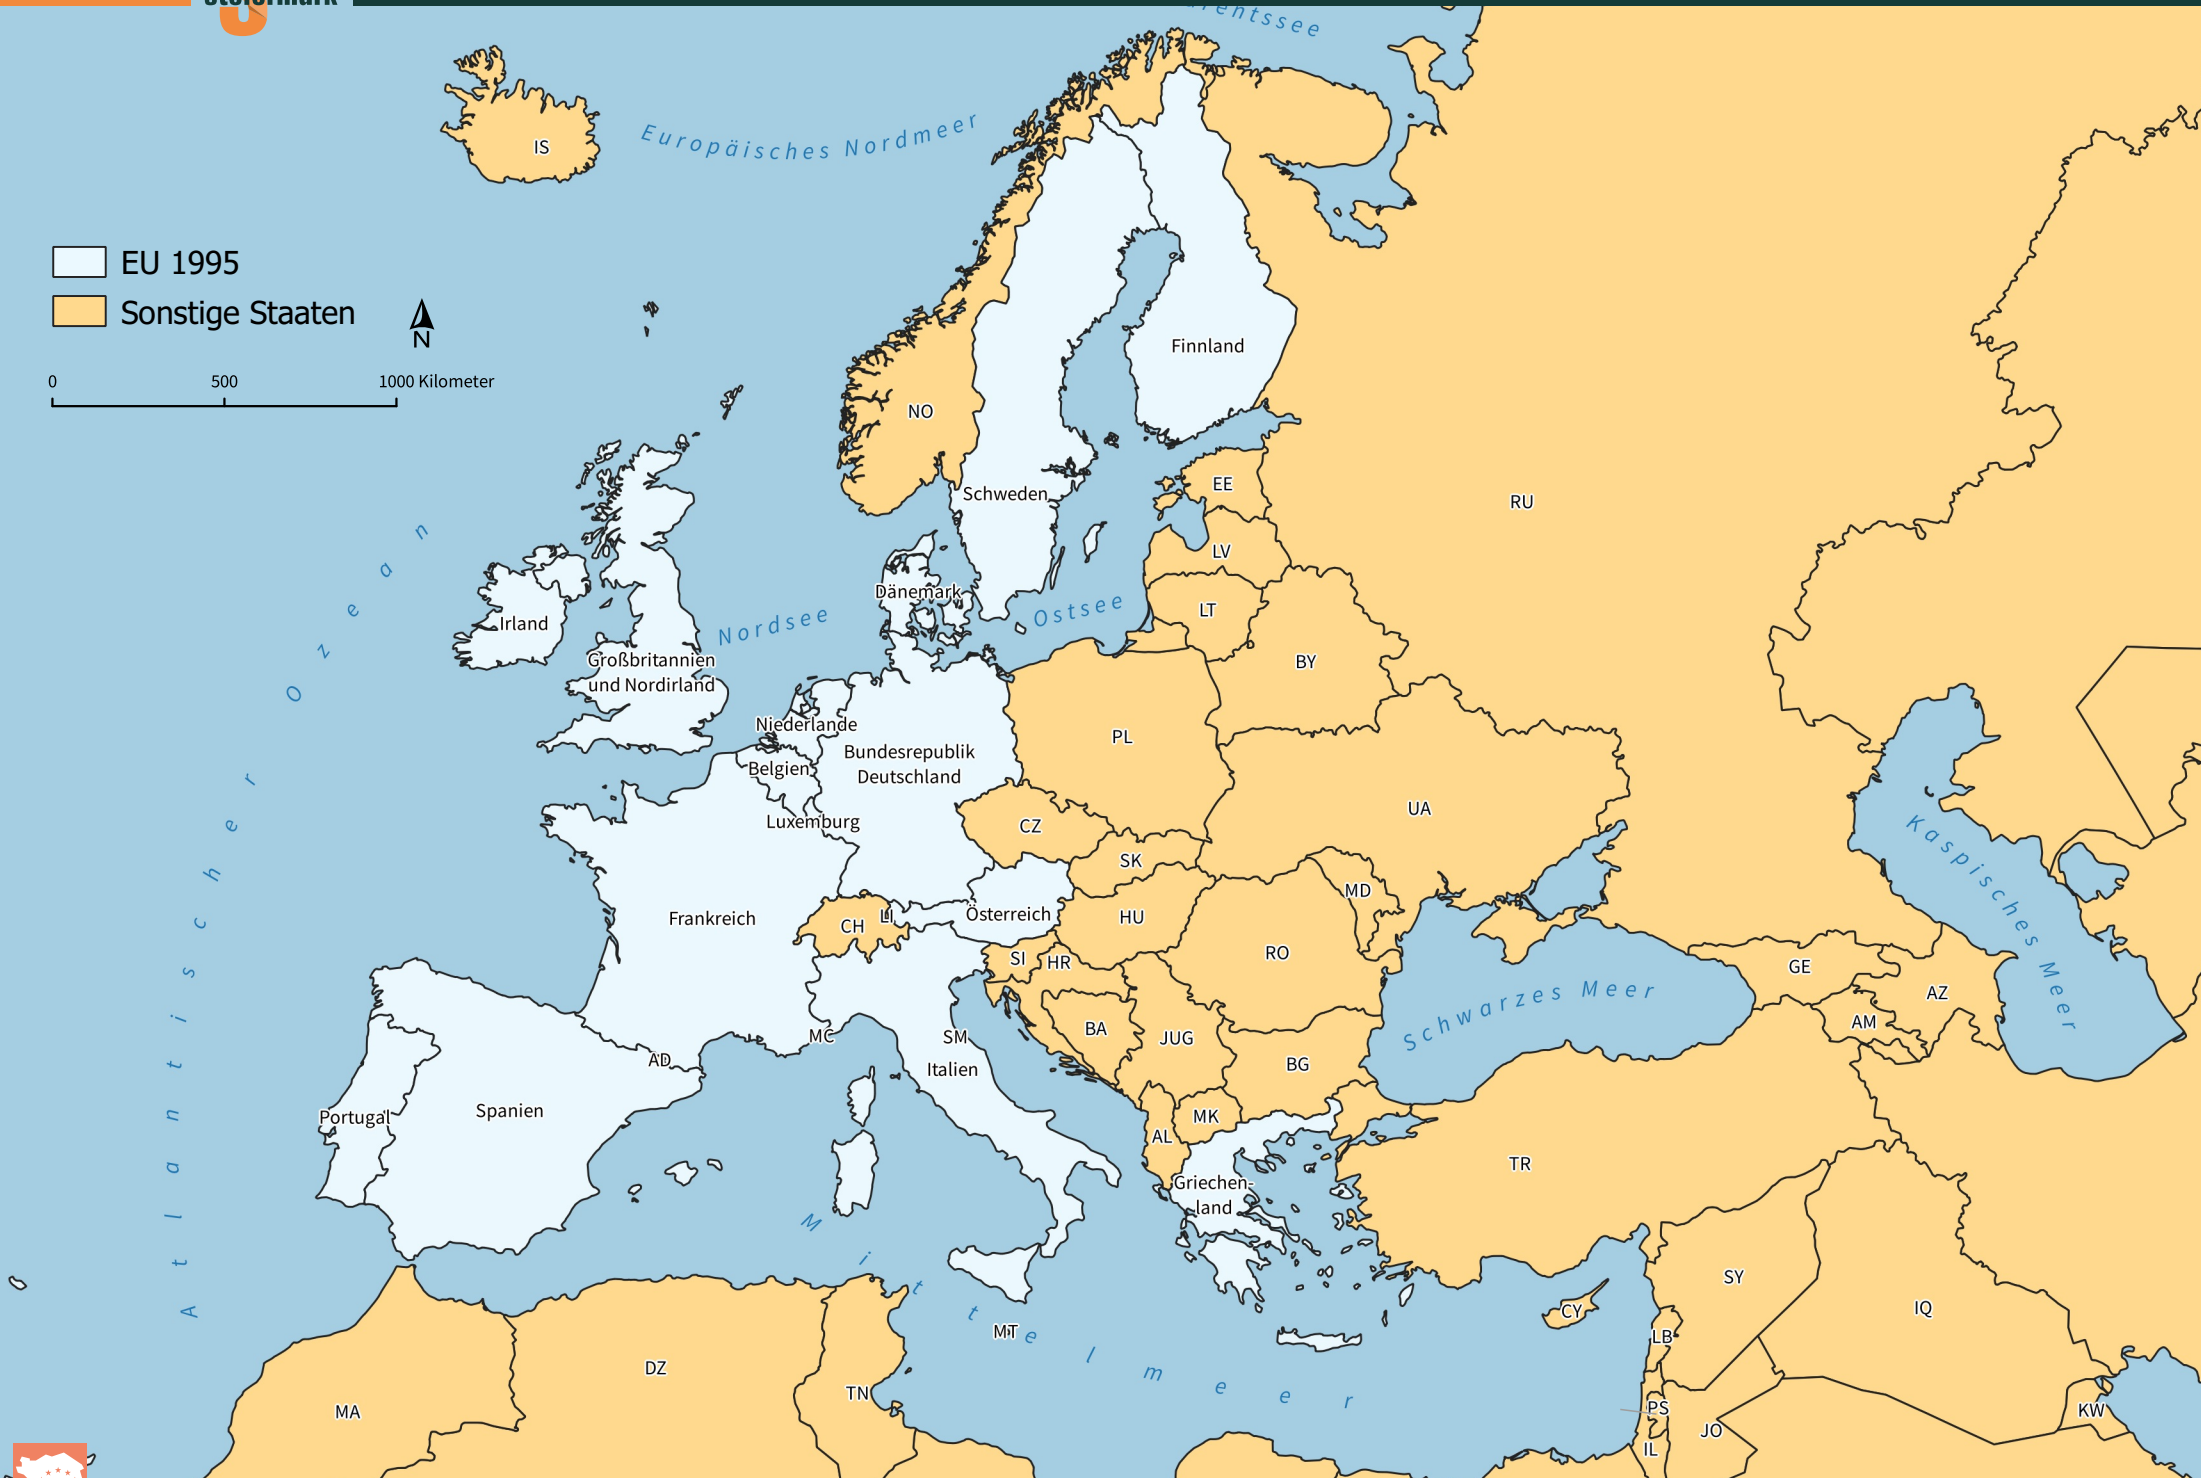 IS
Europäisches Nordmeer
EU 1995
Sonstige Staaten
N
0 500 1000 Kilometer
Finnland
NO
Schweden
EE
RU
LV
Dänemark
LT
Ostsee
Nordsee
Irland
Großbritannien
und Nordirland
BY
Niederlande
PL
Bundesrepublik
Deutschland
Belgien
Luxemburg
UA
CZ
SK
MD
Kaspisches Meer
Frankreich
CH
LI
Österreich
HU
RO
SI
HR
GE
AZ
Schwarzes Meer
AM
BA
JUG
MC
SM
AD
Italien
BG
Spanien
Portugal
MK
AL
TR
Griechen-
land
Atlantischer Ozean
Mittelmeer
SY
CY
IQ
MT
LB
DZ
TN
MA
PS
KW
JO
IL